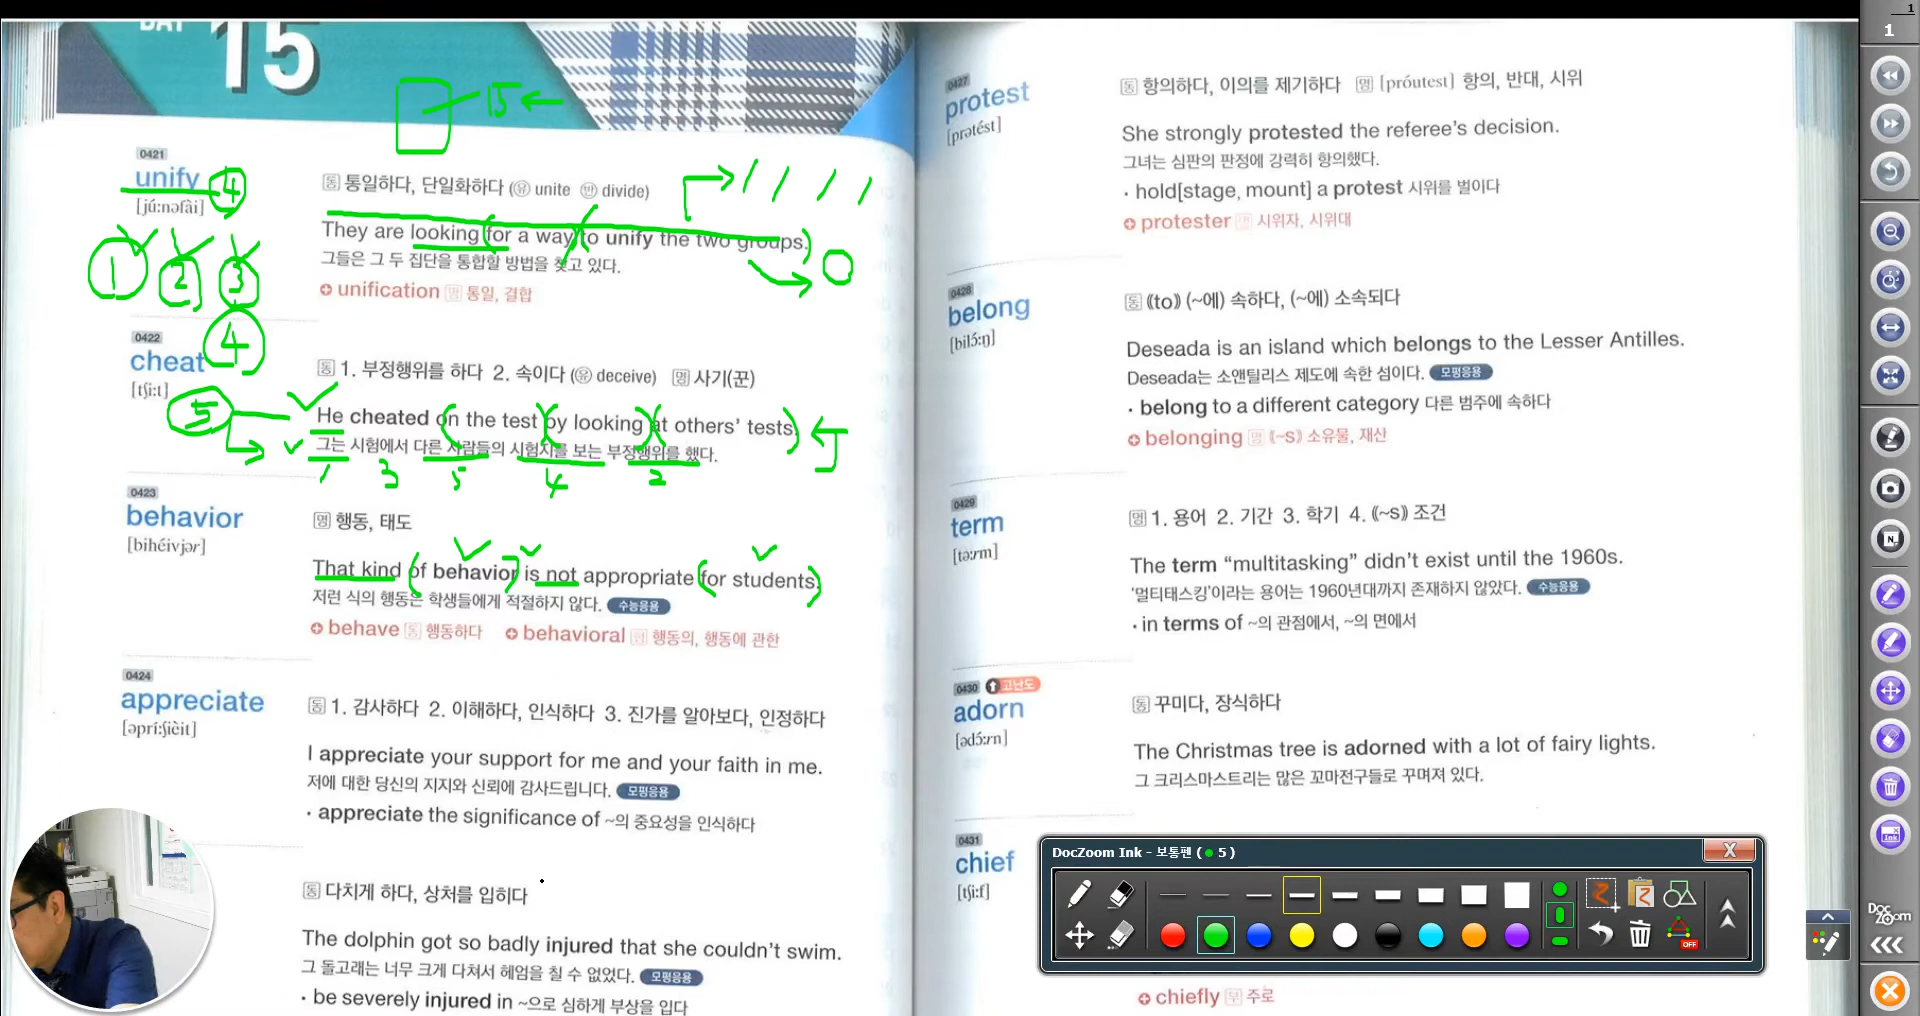 DAY 15
15
0421
unify 4
[júːnəfài]
동 통일하다, 단일화하다 (유 unite 반 divide)
They are looking for a way to unify the two groups.
그들은 그 두 집단을 통합할 방법을 찾고 있다.
+ unification 명 통일, 결합
1 2 3
4
0422
cheat
[tʃiːt]
동 1. 부정행위를 하다 2. 속이다 (유 deceive) 명 사기(꾼)
5
He cheated on the test by looking at others' tests.
그는 시험에서 다른 사람들의 시험지를 보는 부정행위를 했다.
1 3 5 4 2
0423
behavior
[bihéivjər]
명 행동, 태도
That kind of behavior is not appropriate for students.
저런 식의 행동은 학생들에게 적절하지 않다. 수능응용
+ behave 동 행동하다 + behavioral 형 행동의, 행동에 관한
0424
appreciate
[əpríːʃièit]
동 1. 감사하다 2. 이해하다, 인식하다 3. 진가를 알아보다, 인정하다
I appreciate your support for me and your faith in me.
저에 대한 당신의 지지와 신뢰에 감사드립니다. 모평응용
· appreciate the significance of ~의 중요성을 인식하다
동 다치게 하다, 상처를 입히다
The dolphin got so badly injured that she couldn't swim.
그 돌고래는 너무 크게 다쳐서 헤엄을 칠 수 없었다. 모평응용
· be severely injured in ~으로 심하게 부상을 입다
0427
protest
[prətést]
동 항의하다, 이의를 제기하다 명 [próutest] 항의, 반대, 시위
She strongly protested the referee's decision.
그녀는 심판의 판정에 강력히 항의했다.
· hold[stage, mount] a protest 시위를 벌이다
+ protester 명 시위자, 시위대
0428
belong
[bilɔ́ːŋ]
동 ((to)) (~에) 속하다, (~에) 소속되다
Deseada is an island which belongs to the Lesser Antilles.
Deseada는 소앤틸리스 제도에 속한 섬이다. 모평응용
· belong to a different category 다른 범주에 속하다
+ belonging 명 ((~s)) 소유물, 재산
0429
term
[təːrm]
명 1. 용어 2. 기간 3. 학기 4. ((~s)) 조건
The term “multitasking” didn't exist until the 1960s.
'멀티태스킹'이라는 용어는 1960년대까지 존재하지 않았다. 수능응용
· in terms of ~의 관점에서, ~의 면에서
0430 고난도
adorn
[ədɔ́ːrn]
동 꾸미다, 장식하다
The Christmas tree is adorned with a lot of fairy lights.
그 크리스마스트리는 많은 꼬마전구들로 꾸며져 있다.
0431
chief
[tʃiːf]
+ chiefly 부 주로
DocZoom Ink - 보통펜 ( 5 )
X
OFF
1
1
N
Ink
Doc
Zoom